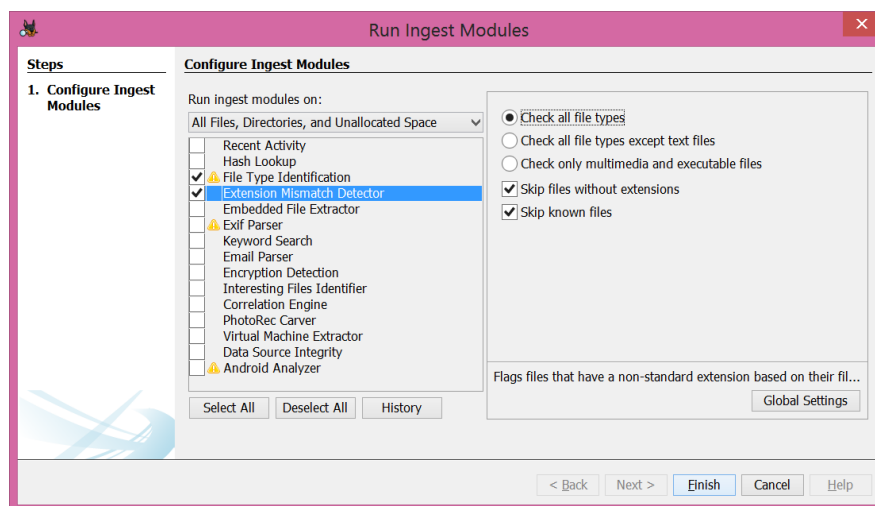 Run Ingest Modules
Steps
1. Configure Ingest
Modules
Configure Ingest Modules
Run ingest modules on:
All Files, Directories, and Unallocated Space
Recent Activity
Hash Lookup
File Type Identification
Extension Mismatch Detector
Embedded File Extractor
Exif Parser
Keyword Search
Email Parser
Encryption Detection
Interesting Files Identifier
Correlation Engine
PhotoRec Carver
Virtual Machine Extractor
Data Source Integrity
Android Analyzer
Select All Deselect All History
Check all file types
Check all file types except text files
Check only multimedia and executable files
Skip files without extensions
Skip known files
Flags files that have a non-standard extension based on their fil...
Global Settings
< Back Next > Finish Cancel Help